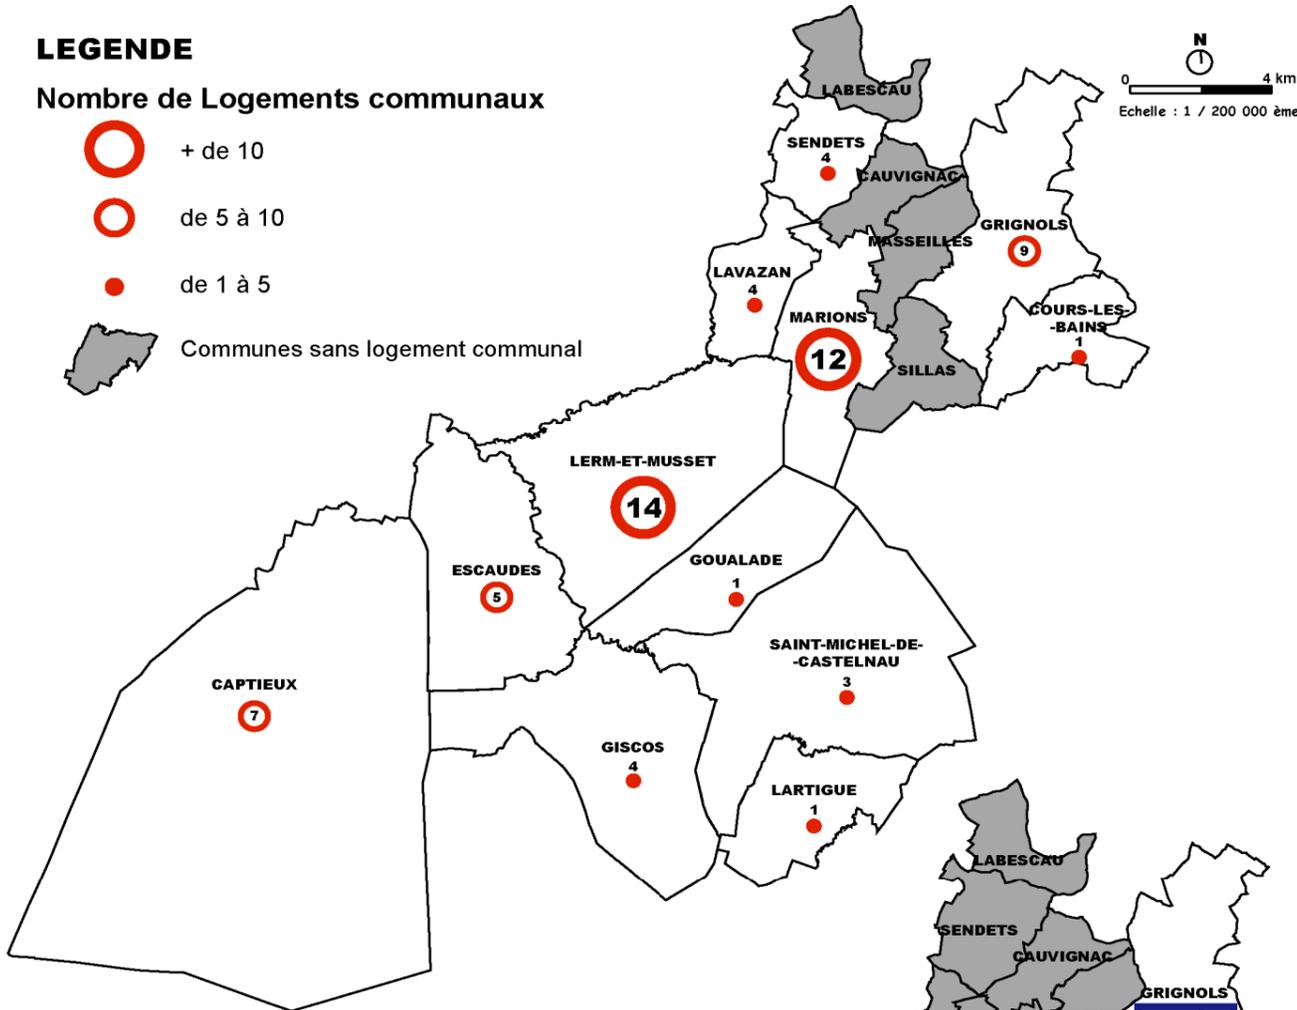 LEGENDE
Nombre de Logements communaux
+ de 10
de 5 à 10
de 1 à 5
Communes sans logement communal
N
0 4 km
Echelle : 1 / 200 000 ème
LABESCAU
SENDETS
4
CAUVIGNAC
MASSEILLES
GRIGNOLS
9
LAVAZAN
4
MARIONS
12
COURS-LES-
-BAINS
1
SILLAS
LERM-ET-MUSSET
14
GOUALADE
1
ESCAUDES
5
SAINT-MICHEL-DE-
-CASTELNAU
3
CAPTIEUX
7
GISCOS
4
LARTIGUE
1
LABESCAU
SENDETS
CAUVIGNAC
GRIGNOLS